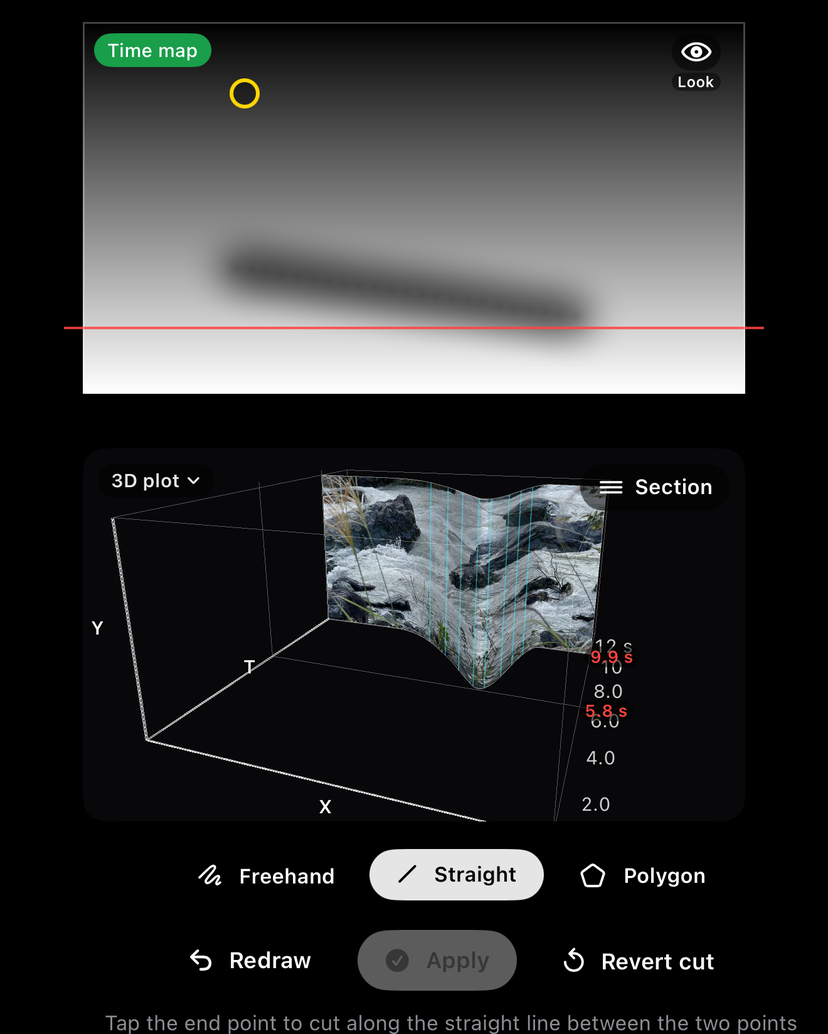 Time map
Look
3D plot
Section
Y
T
12 s
9.9 s
10
8.0
5.8 s
6.0
4.0
X
2.0
Freehand
Straight
Polygon
Redraw
Apply
Revert cut
Tap the end point to cut along the straight line between the two points